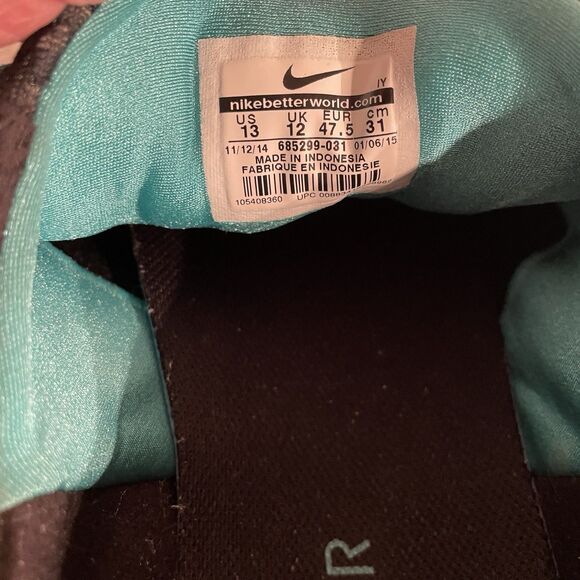 IY
nikebetterworld.com
US UK EUR cm
13 12 47.5 31
11/12/14 685299-031 01/06/15
MADE IN INDONESIA
FABRIQUE EN INDONESIE
105408360 UPC
R